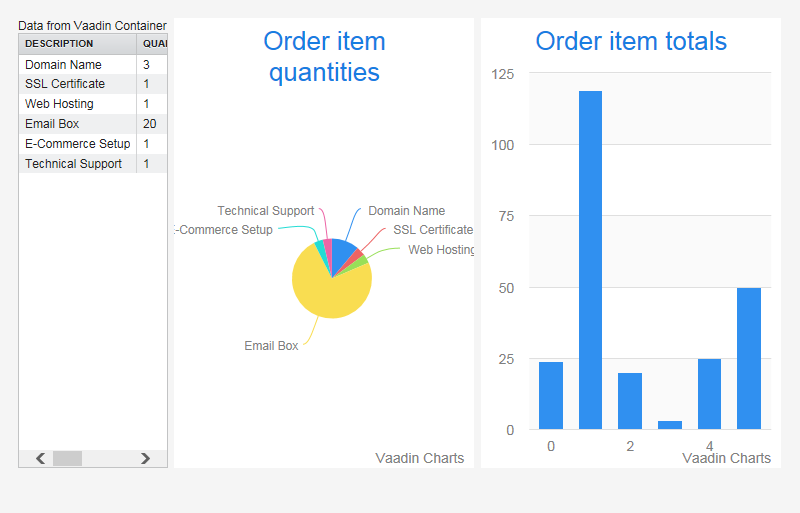 Data from Vaadin Container
DESCRIPTION QUA
Domain Name 3
SSL Certificate 1
Web Hosting 1
Email Box 20
E-Commerce Setup 1
Technical Support 1
Order item
quantities
Technical Support
Domain Name
E-Commerce Setup
SSL Certificate
Web Hosting
Email Box
Vaadin Charts
Order item totals
125
100
75
50
25
0
0 2 4
Vaadin Charts